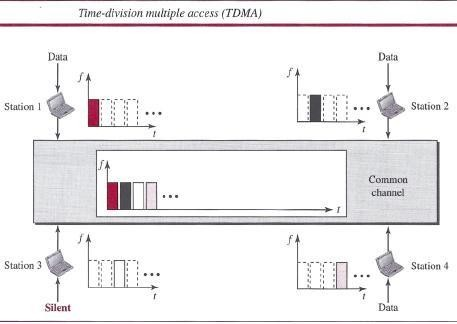 Time-division multiple access (TDMA)
Data
Data
f
f
Station 1
Station 2
t
t
f
Common
channel
t
f
f
Station 3
Station 4
t
t
Silent
Data